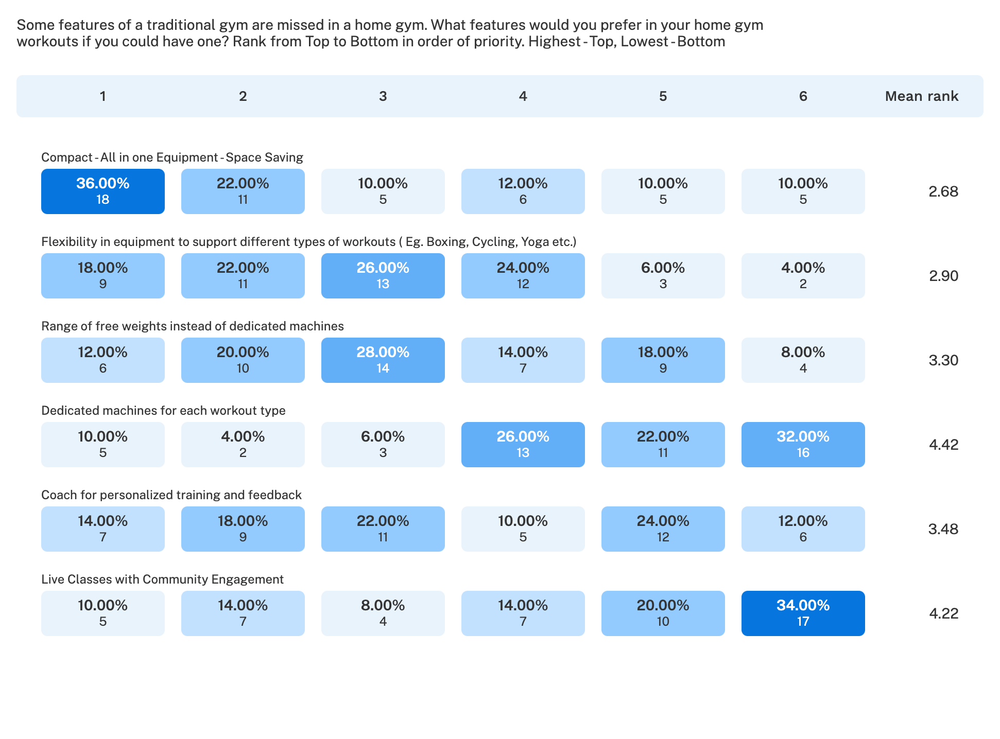 Some features of a traditional gym are missed in a home gym. What features would you prefer in your home gym
workouts if you could have one? Rank from Top to Bottom in order of priority. Highest - Top, Lowest - Bottom
1 2 3 4 5 6 Mean rank
Compact - All in one Equipment - Space Saving
36.00% 22.00% 10.00% 12.00% 10.00% 10.00%
18 11 5 6 5 5
2.68
Flexibility in equipment to support different types of workouts ( Eg. Boxing, Cycling, Yoga etc.)
18.00% 22.00% 26.00% 24.00% 6.00% 4.00%
9 11 13 12 3 2
2.90
Range of free weights instead of dedicated machines
12.00% 20.00% 28.00% 14.00% 18.00% 8.00%
6 10 14 7 9 4
3.30
Dedicated machines for each workout type
10.00% 4.00% 6.00% 26.00% 22.00% 32.00%
5 2 3 13 11 16
4.42
Coach for personalized training and feedback
14.00% 18.00% 22.00% 10.00% 24.00% 12.00%
7 9 11 5 12 6
3.48
Live Classes with Community Engagement
10.00% 14.00% 8.00% 14.00% 20.00% 34.00%
5 7 4 7 10 17
4.22